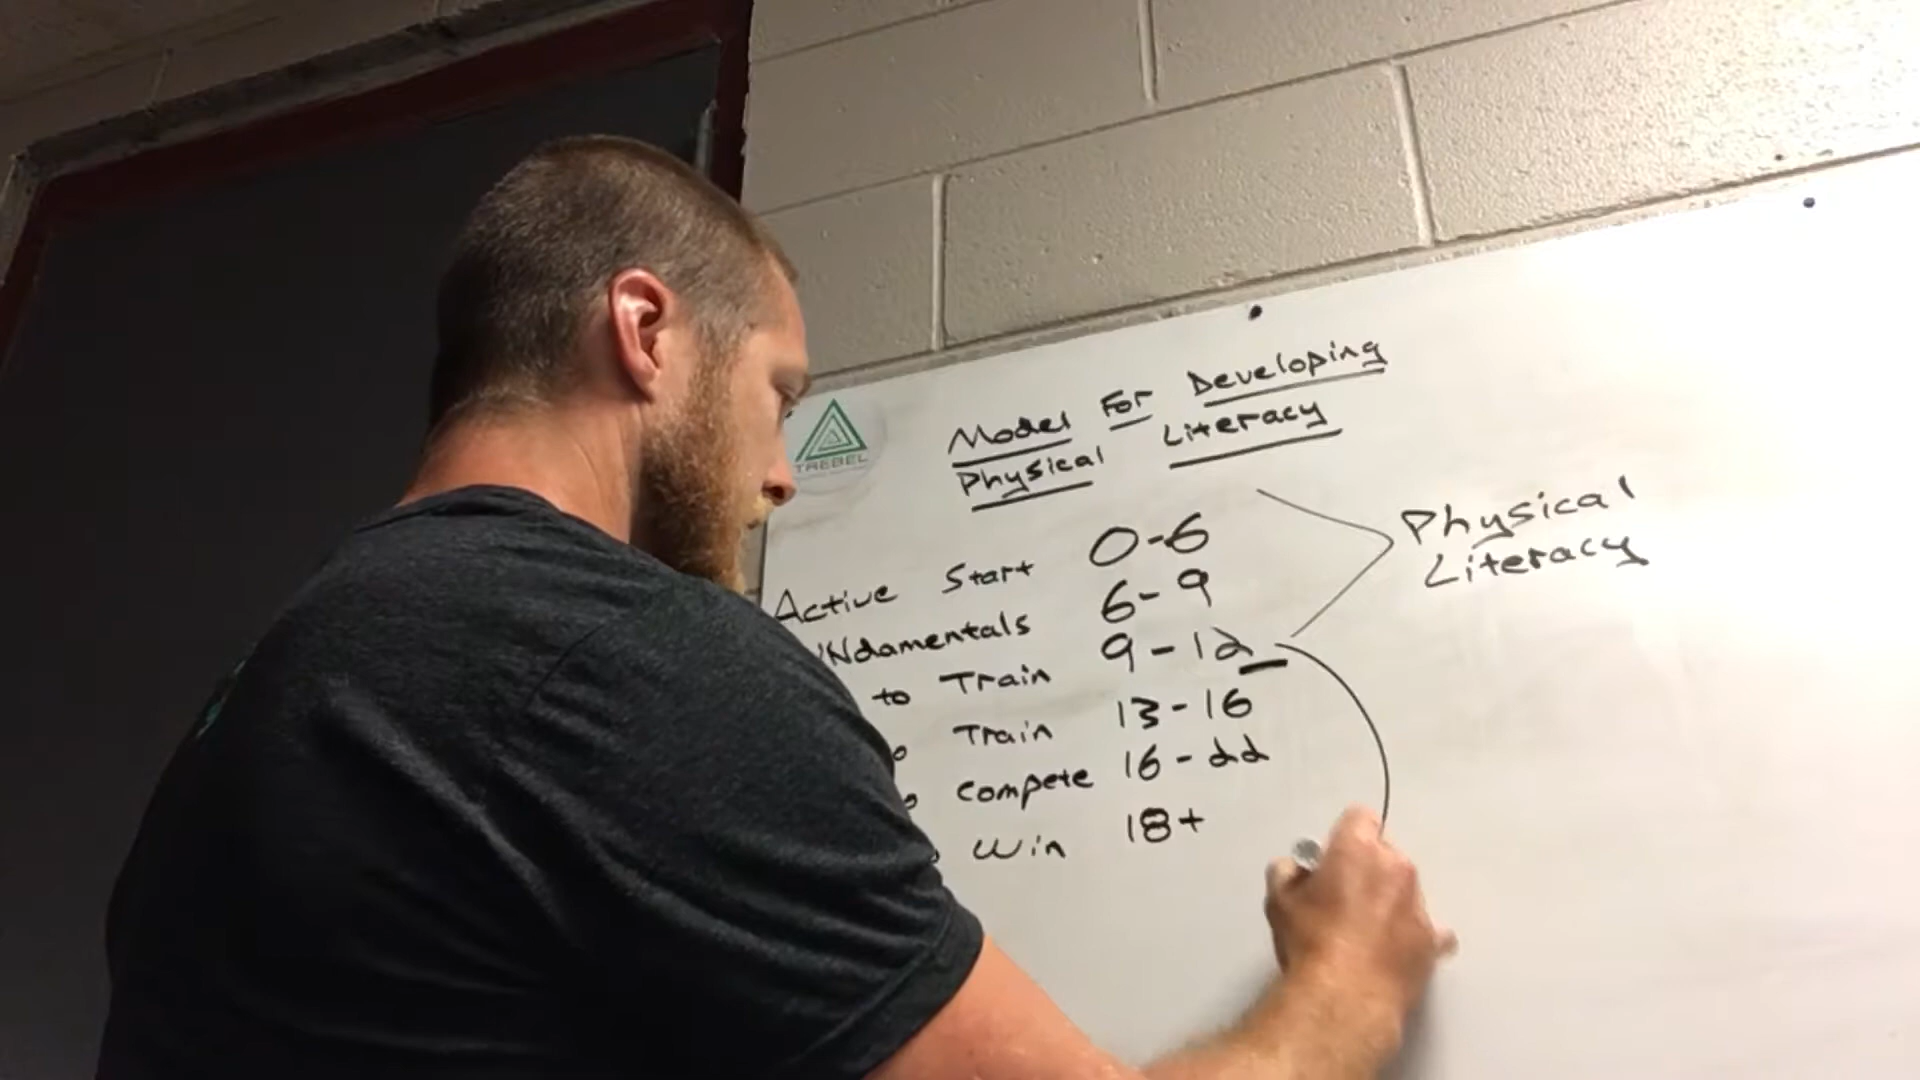 TREBEL
Model For Developing
Physical Literacy
Active Start 0-6
undamentals 6-9
to Train 9-12
o Train 13-16
o Compete 16-22
o Win 18+
Physical
Literacy